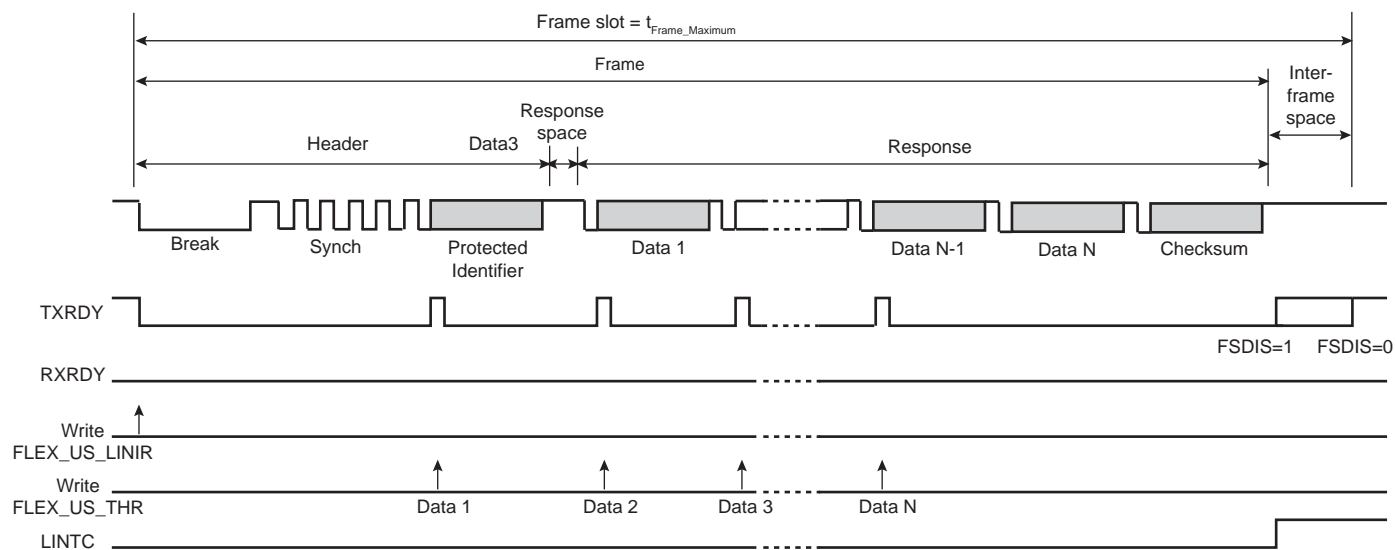 Frame slot = tFrame_Maximum
Frame
Inter-
frame
space
Response
space
Header
Data3
Response
Break
Synch
Protected
Identifier
Data 1
Data N-1
Data N
Checksum
TXRDY
FSDIS=1
FSDIS=0
RXRDY
Write
FLEX_US_LINIR
Write
FLEX_US_THR
Data 1
Data 2
Data 3
Data N
LINTC